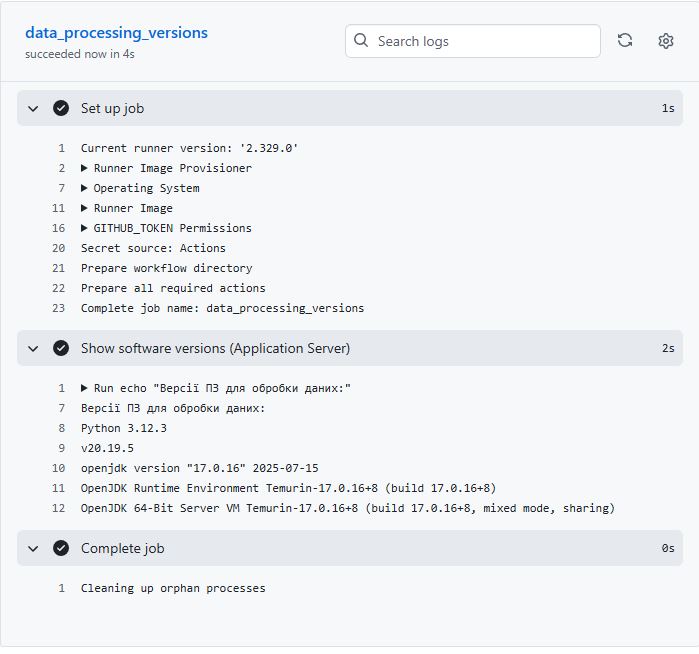 data_processing_versions
succeeded now in 4s
Search logs
Set up job 1s
1 Current runner version: '2.329.0'
2 Runner Image Provisioner
7 Operating System
11 Runner Image
16 GITHUB_TOKEN Permissions
20 Secret source: Actions
21 Prepare workflow directory
22 Prepare all required actions
23 Complete job name: data_processing_versions
Show software versions (Application Server) 2s
1 Run echo "Версії ПЗ для обробки даних:"
7 Версії ПЗ для обробки даних:
8 Python 3.12.3
9 v20.19.5
10 openjdk version "17.0.16" 2025-07-15
11 OpenJDK Runtime Environment Temurin-17.0.16+8 (build 17.0.16+8)
12 OpenJDK 64-Bit Server VM Temurin-17.0.16+8 (build 17.0.16+8, mixed mode, sharing)
Complete job 0s
1 Cleaning up orphan processes